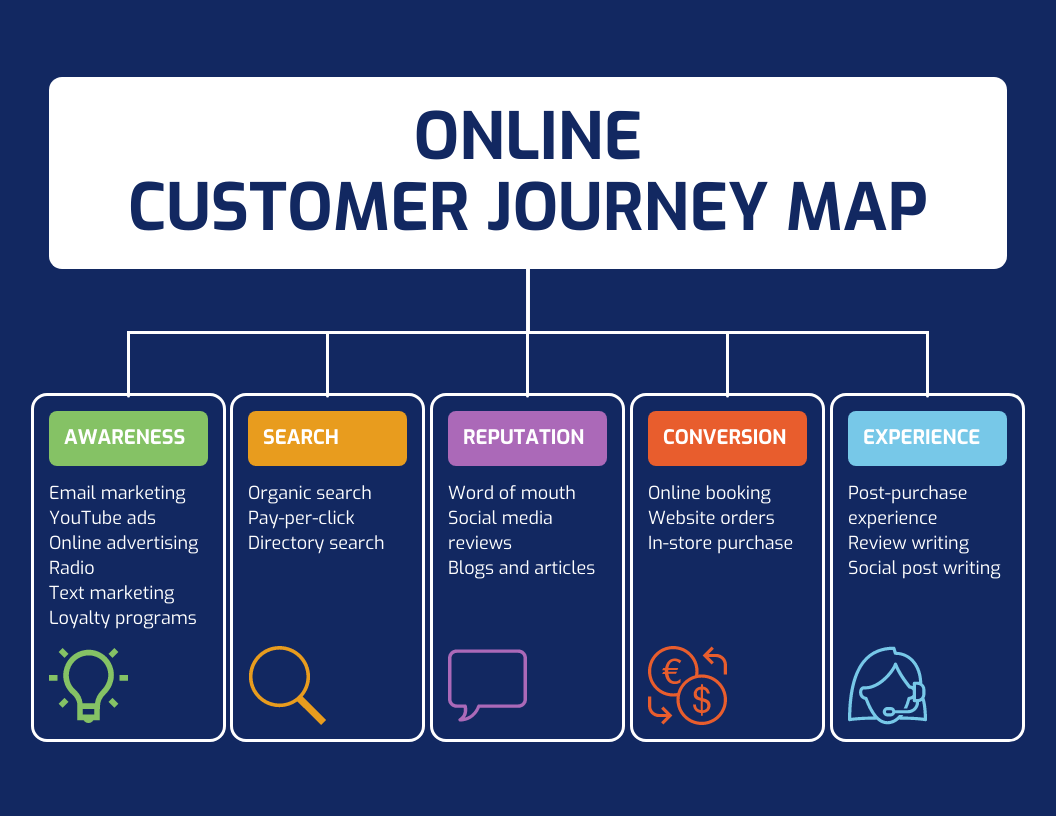 ONLINE
CUSTOMER JOURNEY MAP
AWARENESS
Email marketing
YouTube ads
Online advertising
Radio
Text marketing
Loyalty programs
SEARCH
Organic search
Pay-per-click
Directory search
REPUTATION
Word of mouth
Social media
reviews
Blogs and articles
CONVERSION
Online booking
Website orders
In-store purchase
€
$
EXPERIENCE
Post-purchase
experience
Review writing
Social post writing